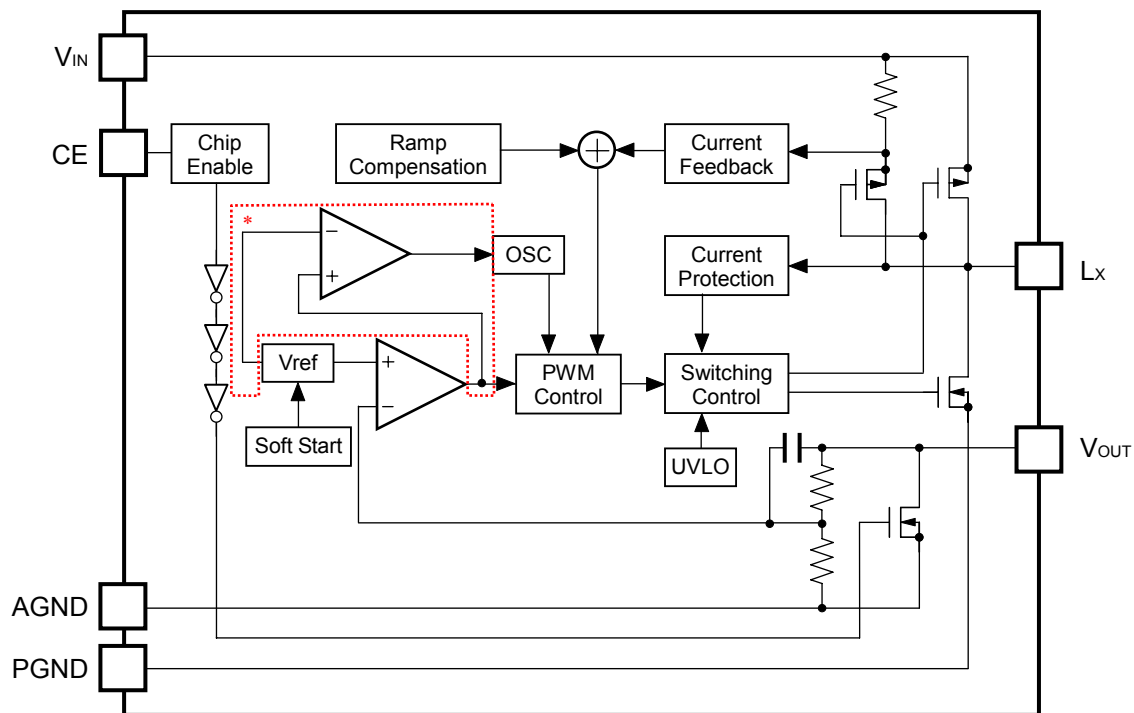 VIN
CE
Chip
Enable
Ramp
Compensation
+
Current
Feedback
*
−
+
OSC
Current
Protection
LX
Vref
+
−
PWM
Control
Switching
Control
Soft Start
UVLO
VOUT
AGND
PGND